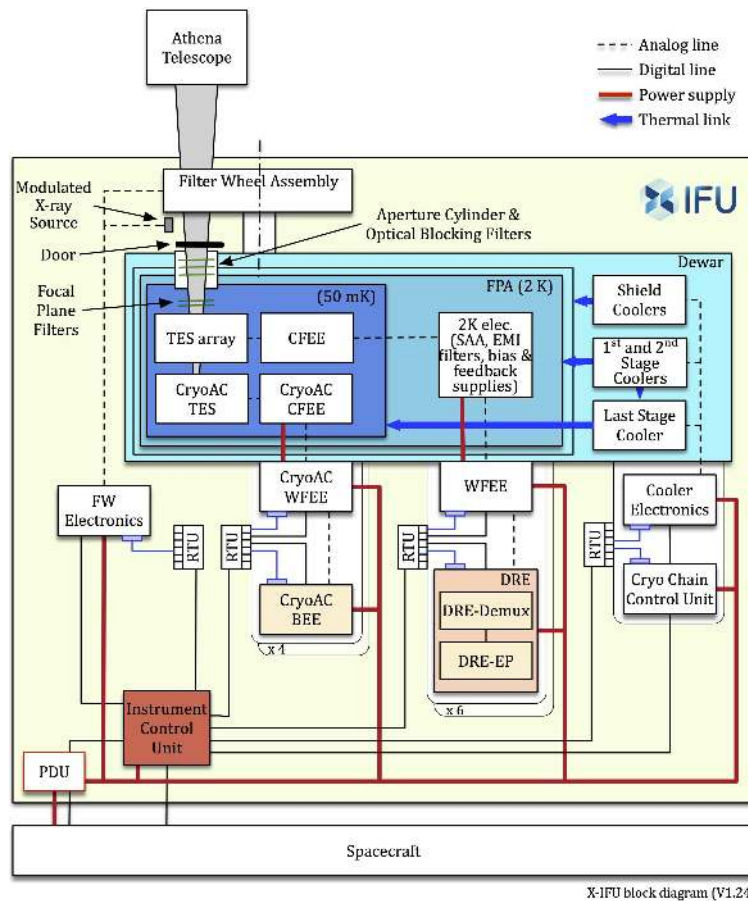 Athena
Telescope
Analog line
Digital line
Power supply
Thermal link
Filter Wheel Assembly
Modulated
X-ray
Source
X IFU
Aperture Cylinder &
Optical Blocking Filters
Door
Dewar
Focal
Plane
Filters
(50 mK)
FPA (2 K)
Shield
Coolers
TES array
CFEE
2K elec.
(SAA, EMI
filters, bias &
feedback
supplies)
1st and 2nd
Stage
Coolers
CryoAC
TES
CryoAC
CFEE
Last Stage
Cooler
FW
Electronics
RTU
RTU
CryoAC
WFEE
RTU
WFEE
RTU
Cooler
Electronics
CryoAC
BEE
x 4
DRE
DRE-Demux
DRE-EP
x 6
Cryo Chain
Control Unit
Instrument
Control
Unit
PDU
Spacecraft
X-IFU block diagram (V1.24